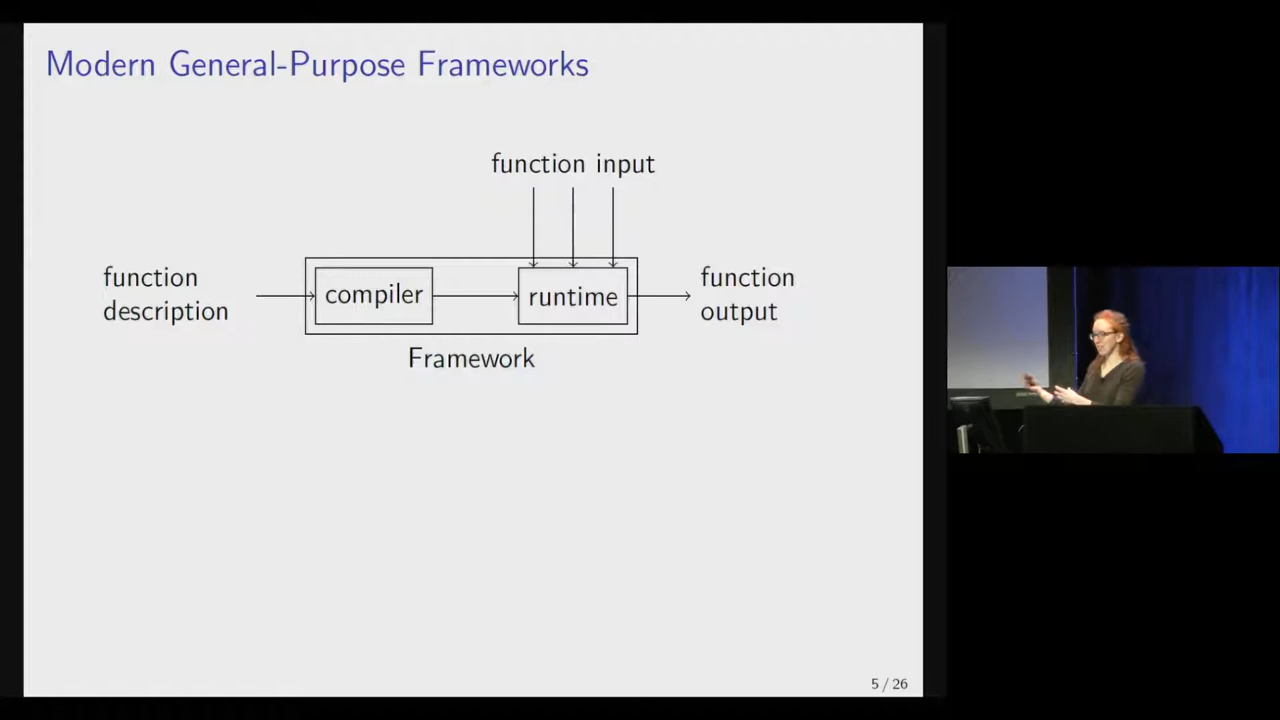 Modern General-Purpose Frameworks
function input
function
description
compiler
runtime
function
output
Framework
5 / 26